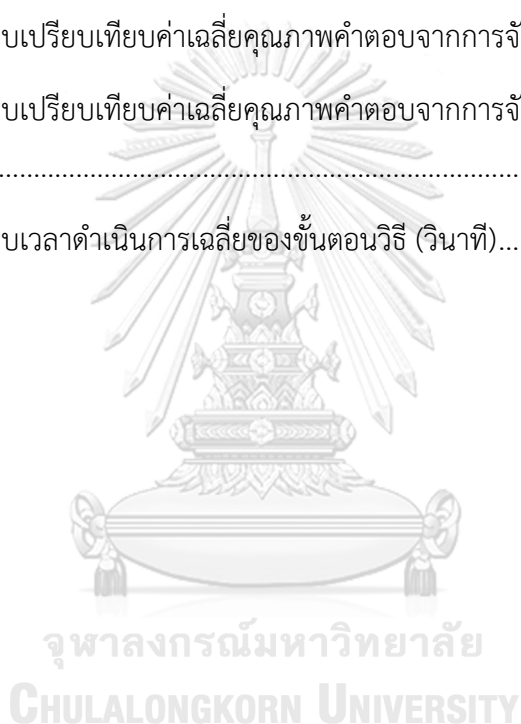 บเปรียบเทียบค่าเฉลี่ยคุณภาพคำตอบจากการจั
บเปรียบเทียบค่าเฉลี่ยคุณภาพคำตอบจากการจั
................................................................................
บเวลาดำเนินการเฉลี่ยของขั้นตอนวิธี (วินาที)...
จุฬาลงกรณ์มหาวิทยาลัย
CHULALONGKORN UNIVERSITY